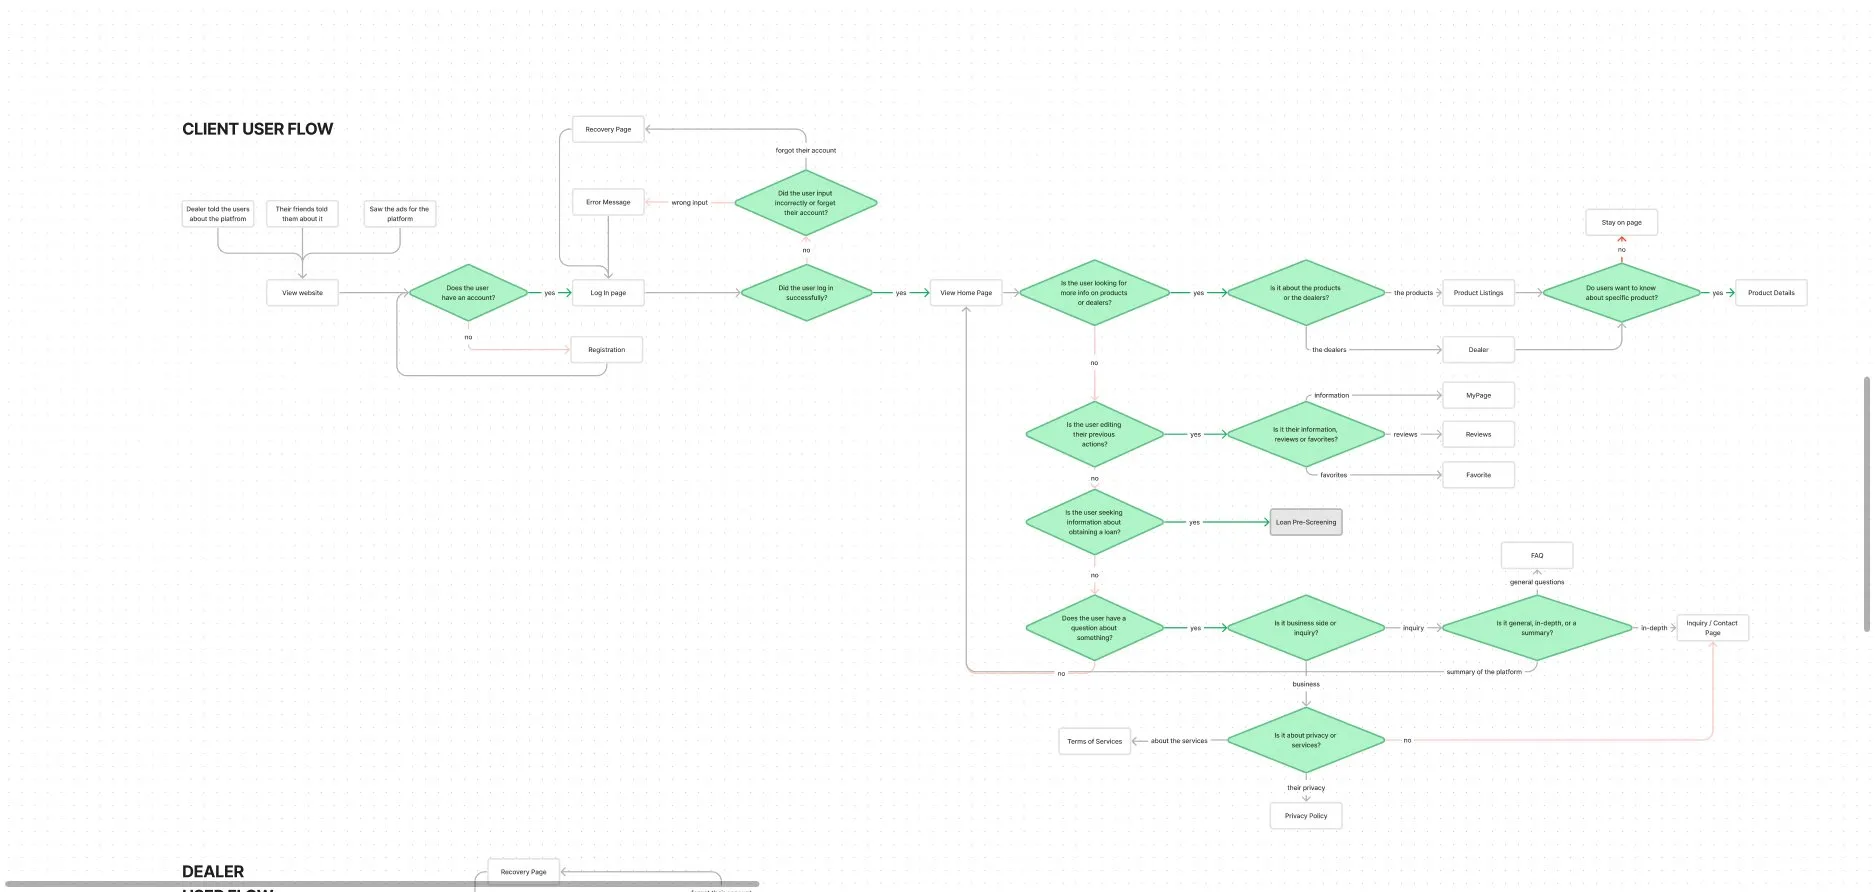 CLIENT USER FLOW
Recovery Page
forgot their account
Did the user input
incorrectly or forget
their account?
wrong input
Error Message
Dealer told the users
about the platfrom
Their friends told
them about it
Saw the ads for the
platform
no
View website
Does the user
have an account?
yes
Log In page
Did the user log in
successfully?
yes
View Home Page
no
Registration
Is the user looking for
more info on products
or dealers?
yes
Is it about the products
or the dealers?
the products
Product Listings
Do users want to know
about specific product?
no
Stay on page
yes
Product Details
the dealers
Dealer
no
Is the user editing
their previous
actions?
yes
Is it their information,
reviews or favorites?
information
MyPage
reviews
Reviews
favorites
Favorite
no
Is the user seeking
information about
obtaining a loan?
yes
Loan Pre-Screening
no
Does the user have a
question about
something?
yes
Is it business side or
inquiry?
inquiry
Is it general, in-depth, or a
summary?
general questions
FAQ
in-depth
Inquiry / Contact
Page
no
summary of the platform
business
Is it about privacy or
services?
about the services
Terms of Services
no
their privacy
Privacy Policy
DEALER
USER FLOW
Recovery Page
forgot their account